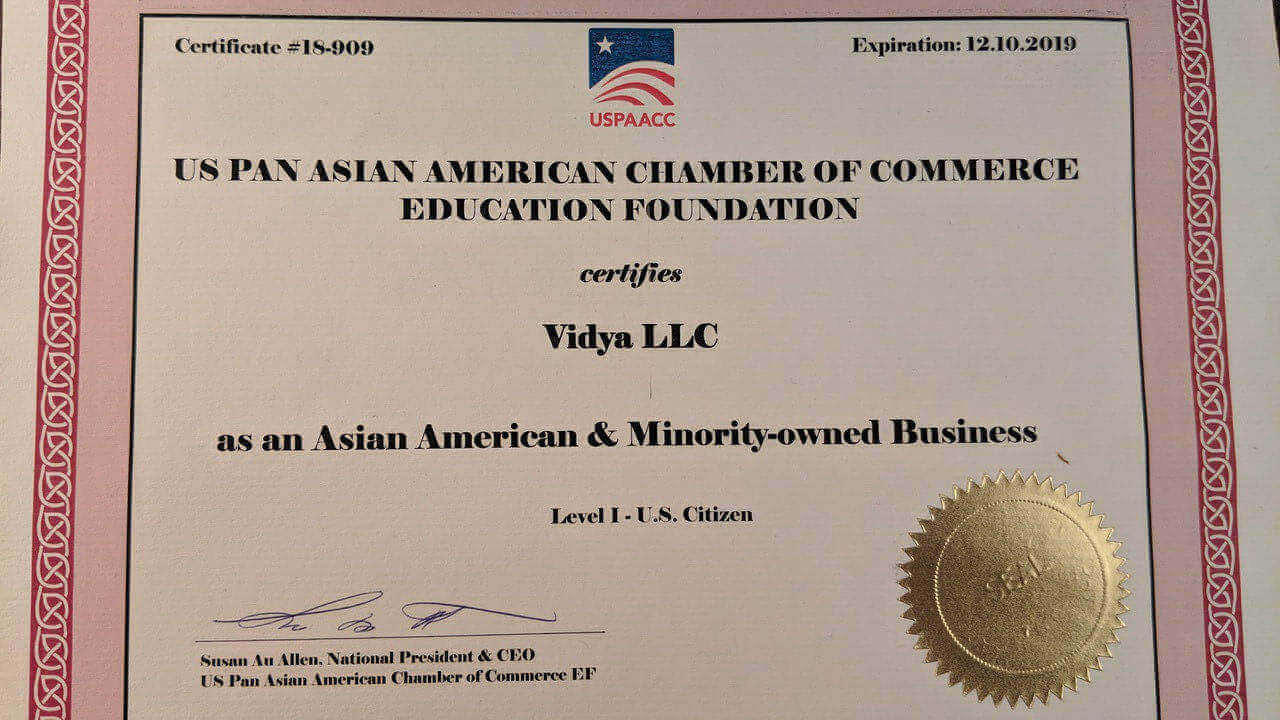 Certificate #18-909
Expiration: 12.10.2019
USPAACC
US PAN ASIAN AMERICAN CHAMBER OF COMMERCE
EDUCATION FOUNDATION
certifies
Vidya LLC
as an Asian American & Minority-owned Business
Level I - U.S. Citizen
Susan Au Allen, National President & CEO
US Pan Asian American Chamber of Commerce EF